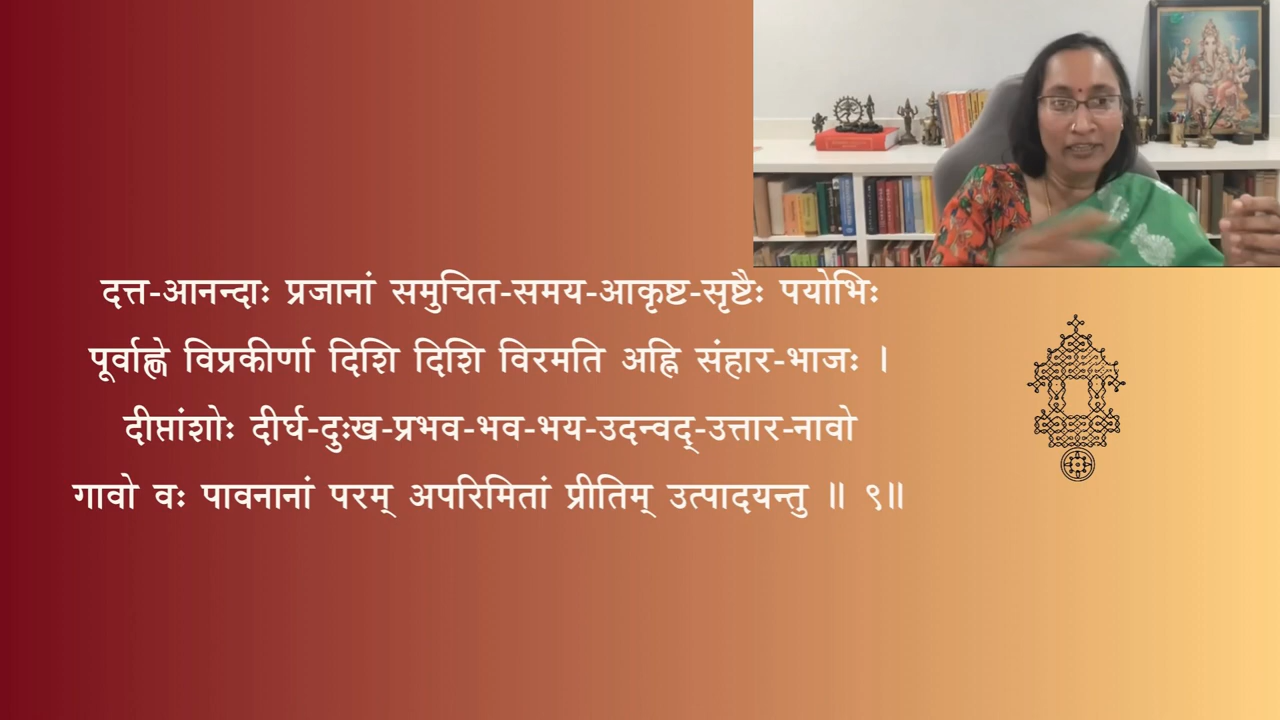 दत्त-आनन्दाः प्रजानां समुचित-समय-आकृष्ट-सृष्टैः पयोभिः
पूर्वाह्णे विप्रकीर्णा दिशि दिशि विरमति अह्नि संहार-भाजः ।
दीप्तांशोः दीर्घ-दुःख-प्रभव-भव-भय-उदन्वद्-उत्तार-नावो
गावो वः पावनानां परम् अपरिमितां प्रीतिम् उत्पादयन्तु ॥ ९॥